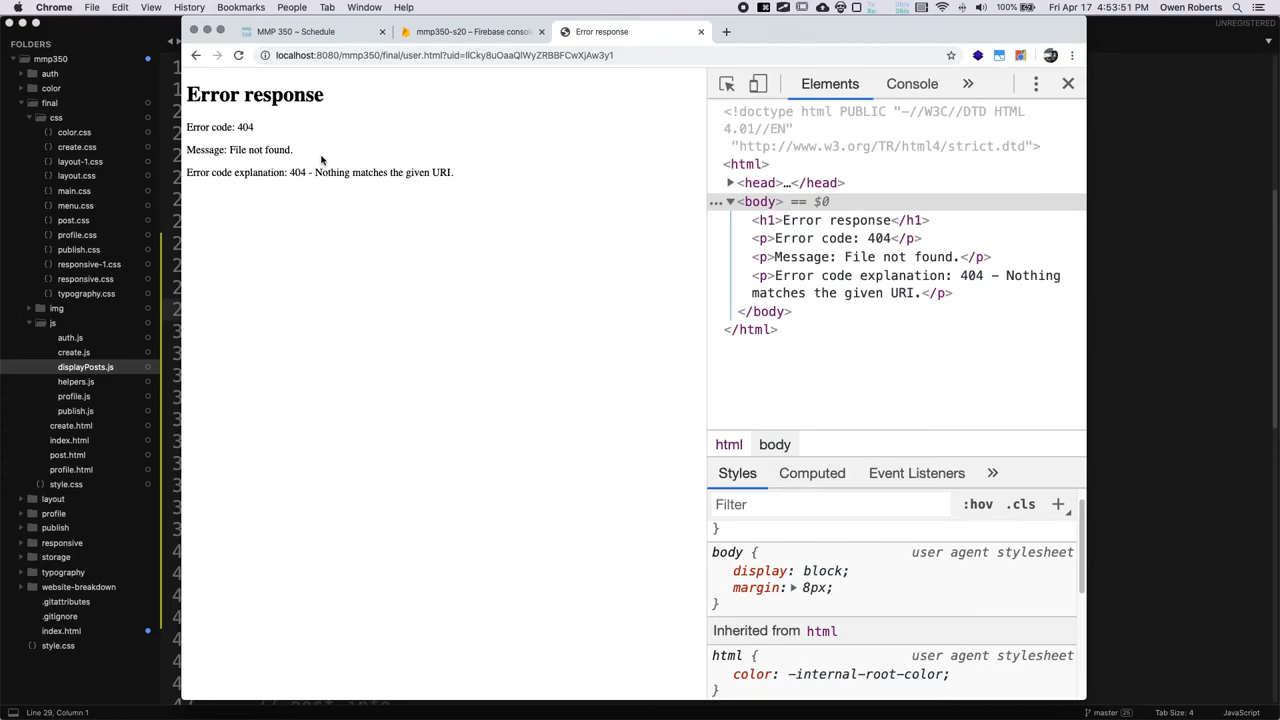 Chrome File Edit View History Bookmarks People Tab Window Help
100% Fri Apr 17 4:53:51 PM Owen Roberts
UNREGISTERED
FOLDERS
mmp350
auth
color
final
css
color.css
create.css
layout-1.css
layout.css
main.css
menu.css
post.css
profile.css
publish.css
responsive-1.css
responsive.css
typography.css
img
js
auth.js
create.js
displayPosts.js
helpers.js
profile.js
publish.js
create.html
index.html
post.html
profile.html
style.css
layout
profile
publish
responsive
storage
typography
website-breakdown
.gitattributes
.gitignore
index.html
style.css
MMP 350 ~ Schedule
mmp350-s20 – Firebase consol
Error response
localhost:8080/mmp350/final/user.html?uid=lICky8uOaaQlWyZRBBFCwXjAw3y1
Error response
Error code: 404
Message: File not found.
Error code explanation: 404 - Nothing matches the given URI.
Elements Console »
<!doctype html PUBLIC "-//W3C//DTD HTML
4.01//EN"
"http://www.w3.org/TR/html4/strict.dtd">
<html>
<head>…</head>
<body> == $0
<h1>Error response</h1>
<p>Error code: 404</p>
<p>Message: File not found.</p>
<p>Error code explanation: 404 - Nothing
matches the given URI.</p>
</body>
</html>
html body
Styles Computed Event Listeners »
Filter :hov .cls +
}
body { user agent stylesheet
display: block;
margin: 8px;
}
Inherited from html
html { user agent stylesheet
color: -internal-root-color;
}
Line 29, Column 1
master 25 Tab Size: 4 JavaScript